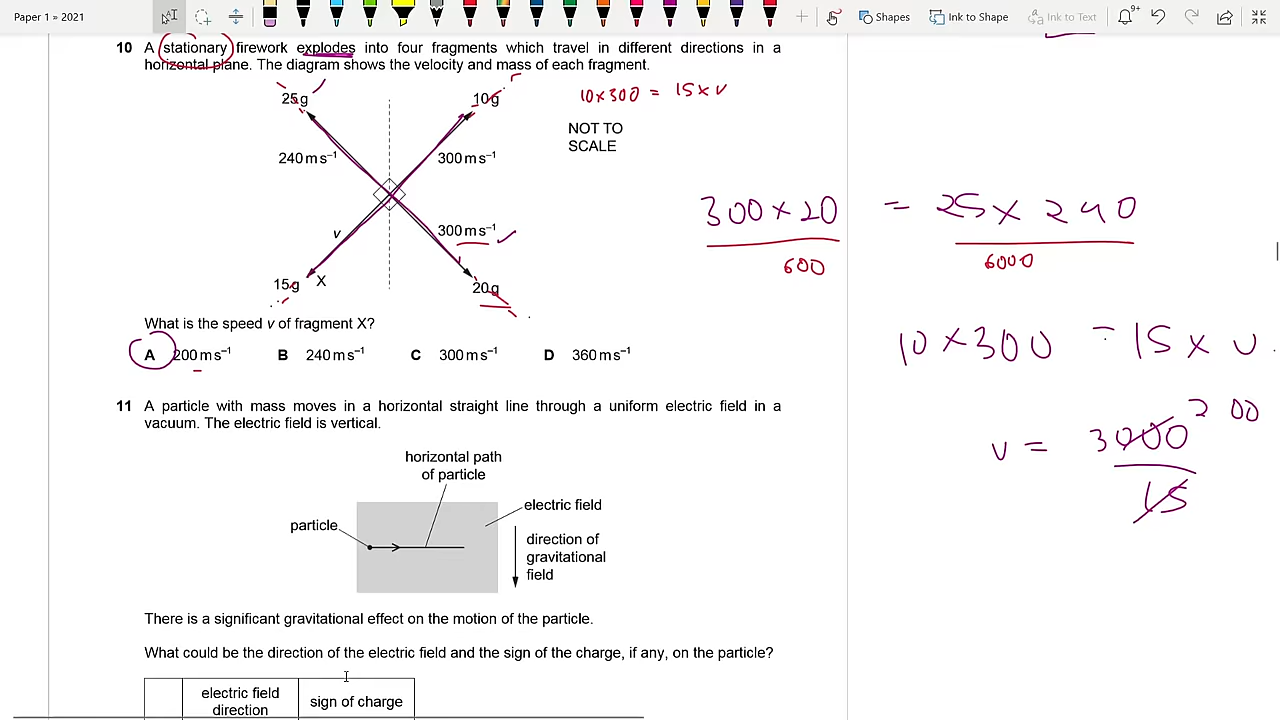 Paper 1 » 2021
Shapes
Ink to Shape
Ink to Text
9+
10 A stationary firework explodes into four fragments which travel in different directions in a
horizontal plane. The diagram shows the velocity and mass of each fragment.
25g
10g
10×300 = 15×v
NOT TO
SCALE
240 m s–1
300 m s–1
300×20 = 25×240
600
6000
v
300 m s–1
15g
X
20g
What is the speed v of fragment X?
10×300 = 15×v
A 200 m s–1 B 240 m s–1 C 300 m s–1 D 360 m s–1
11 A particle with mass moves in a horizontal straight line through a uniform electric field in a
vacuum. The electric field is vertical.
v = 3000 200
15
horizontal path
of particle
electric field
particle
direction of
gravitational
field
There is a significant gravitational effect on the motion of the particle.
What could be the direction of the electric field and the sign of the charge, if any, on the particle?
electric field
direction
sign of charge